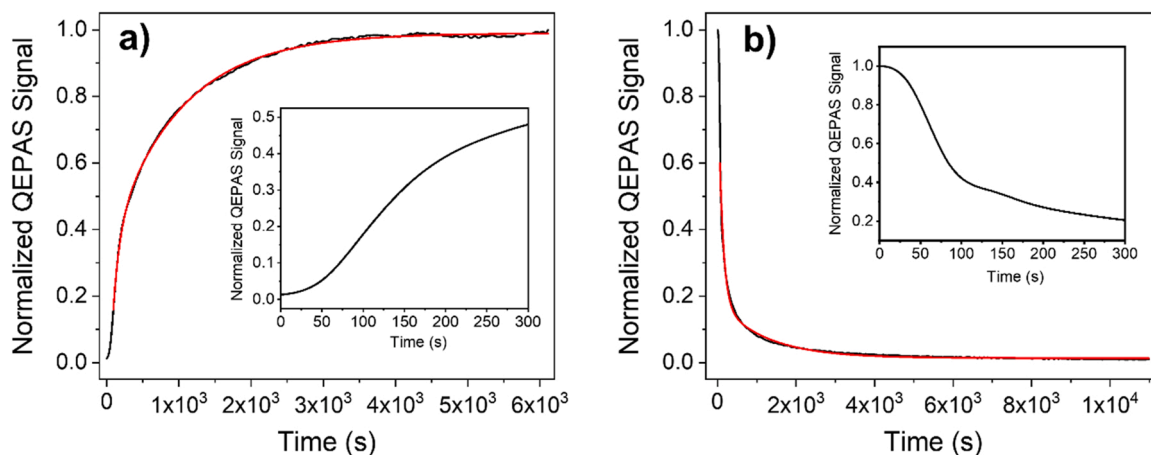 a)
Normalized QEPAS Signal
1.0
0.8
0.6
0.4
0.2
0.0
0 1x10³ 2x10³ 3x10³ 4x10³ 5x10³ 6x10³
Time (s)
Normalized QEPAS Signal
0.5
0.4
0.3
0.2
0.1
0.0
0 50 100 150 200 250 300
Time (s)
b)
Normalized QEPAS Signal
1.0
0.8
0.6
0.4
0.2
0.0
0 2x10³ 4x10³ 6x10³ 8x10³ 1x10⁴
Time (s)
Normalized QEPAS Signal
1.0
0.8
0.6
0.4
0.2
0 50 100 150 200 250 300
Time (s)